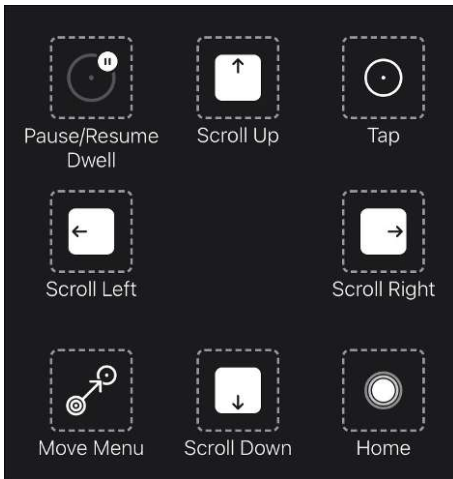 Pause/Resume
Dwell
Scroll Up
Tap
Scroll Left
Scroll Right
Move Menu
Scroll Down
Home